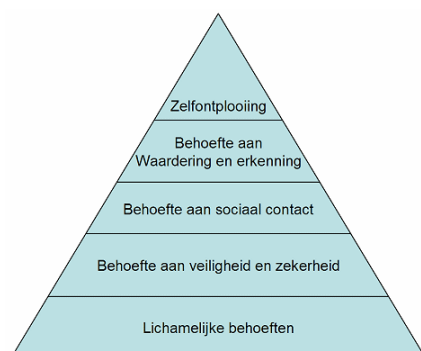 Zelfontplooiing
Behoefte aan
Waardering en erkenning
Behoefte aan sociaal contact
Behoefte aan veiligheid en zekerheid
Lichamelijke behoeften